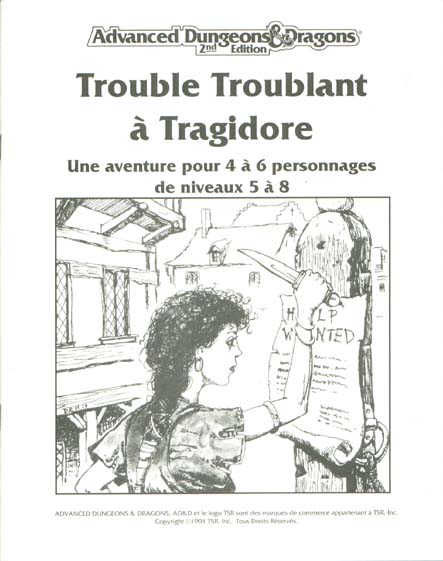 Advanced Dungeons & Dragons®
2nd Edition
Trouble Troublant
à Tragidore
Une aventure pour 4 à 6 personnages
de niveaux 5 à 8
HELP
WANTED
ADVANCED DUNGEONS & DRAGONS, AD&D et le logo TSR sont des marques de commerce appartenant à TSR, Inc.
Copyright ©1991 TSR, Inc. Tous Droits Réservés.